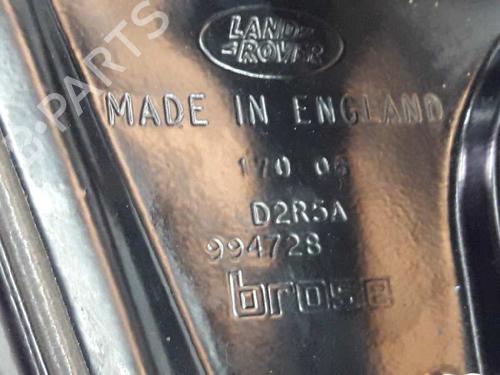 LAND
ROVER
MADE IN ENGLAND
170 06
D2R5A
994728
brose
B-PARTS